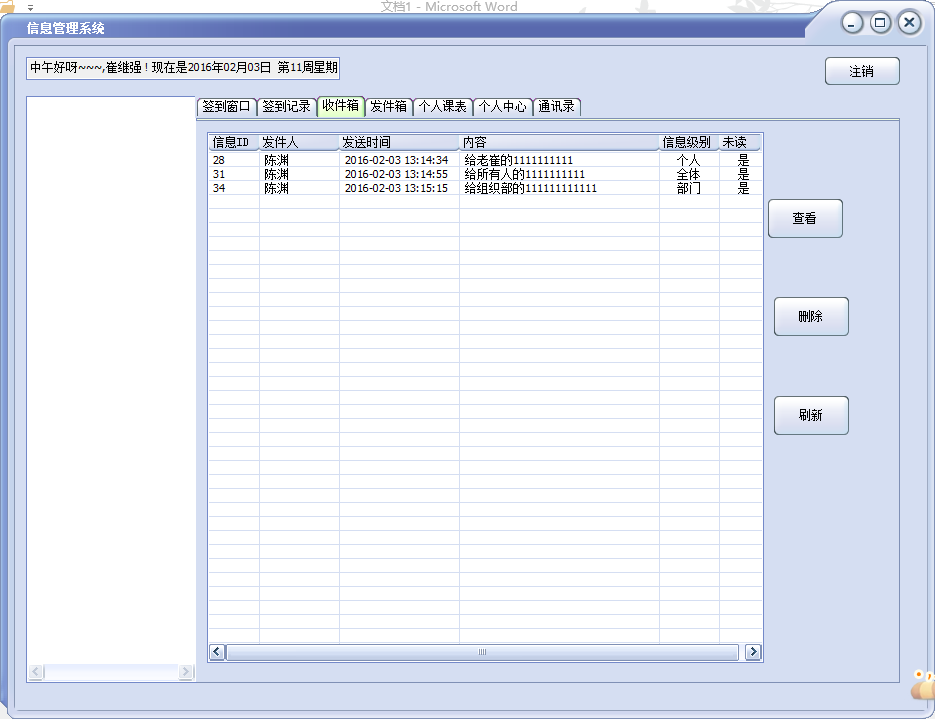 文档1 - Microsoft Word
信息管理系统
中午好呀~~~,崔继强！现在是2016年02月03日 第11周星期
注销
签到窗口 签到记录 收件箱 发件箱 个人课表 个人中心 通讯录
信息ID 发件人 发送时间 内容 信息级别 未读
28 陈渊 2016-02-03 13:14:34 给老崔的1111111111 个人 是
31 陈渊 2016-02-03 13:14:55 给所有人的1111111111 全体 是
34 陈渊 2016-02-03 13:15:15 给组织部的111111111111 部门 是
查看
删除
刷新